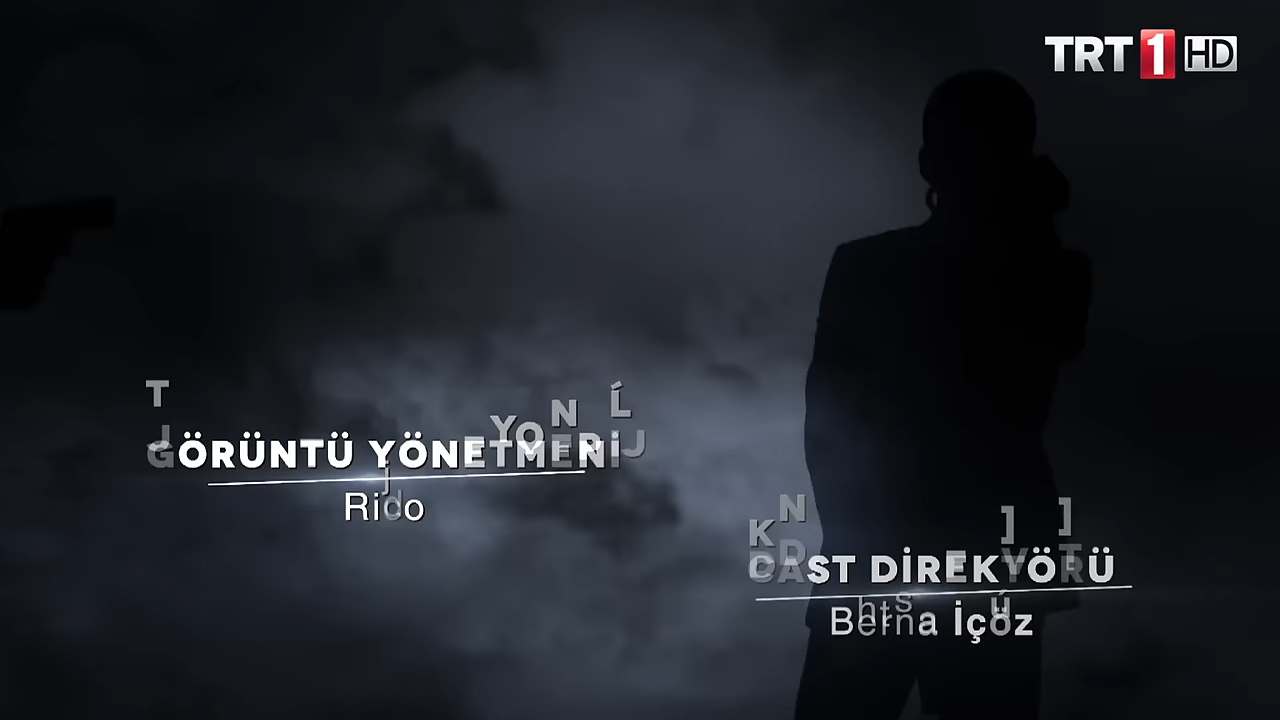 TRT 1 HD
GÖRÜNTÜ YÖNETMENİ
Rido
CAST DİREKTÖRÜ
Berna İçöz